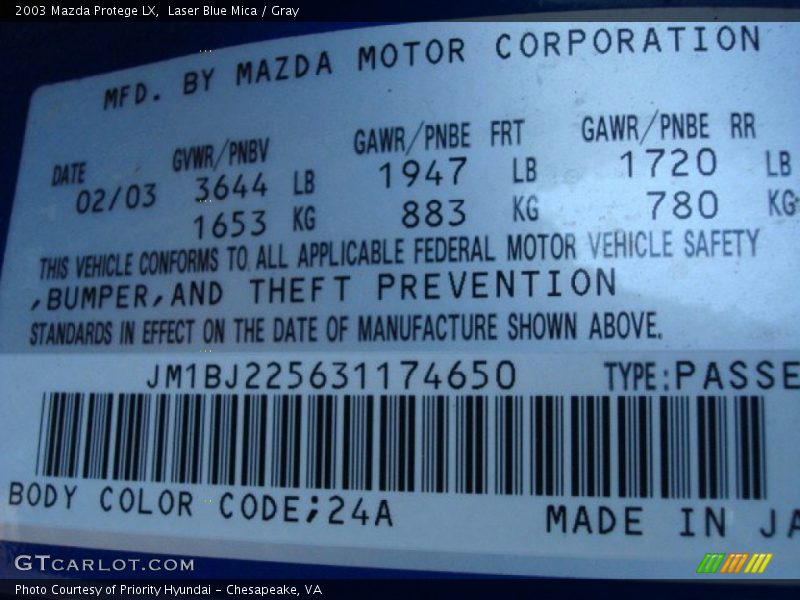 2003 Mazda Protege LX,  Laser Blue Mica / Gray
MFD. BY MAZDA MOTOR CORPORATION
DATE GVWR/PNBV GAWR/PNBE FRT GAWR/PNBE RR
02/03 3644 LB 1947 LB 1720 LB
1653 KG 883 KG 780 KG
THIS VEHICLE CONFORMS TO ALL APPLICABLE FEDERAL MOTOR VEHICLE SAFETY
,BUMPER,AND THEFT PREVENTION
STANDARDS IN EFFECT ON THE DATE OF MANUFACTURE SHOWN ABOVE.
JM1BJ225631174650 TYPE:PASSE
BODY COLOR CODE;24A MADE IN JA
GTCARLOT.COM
Photo Courtesy of Priority Hyundai - Chesapeake, VA